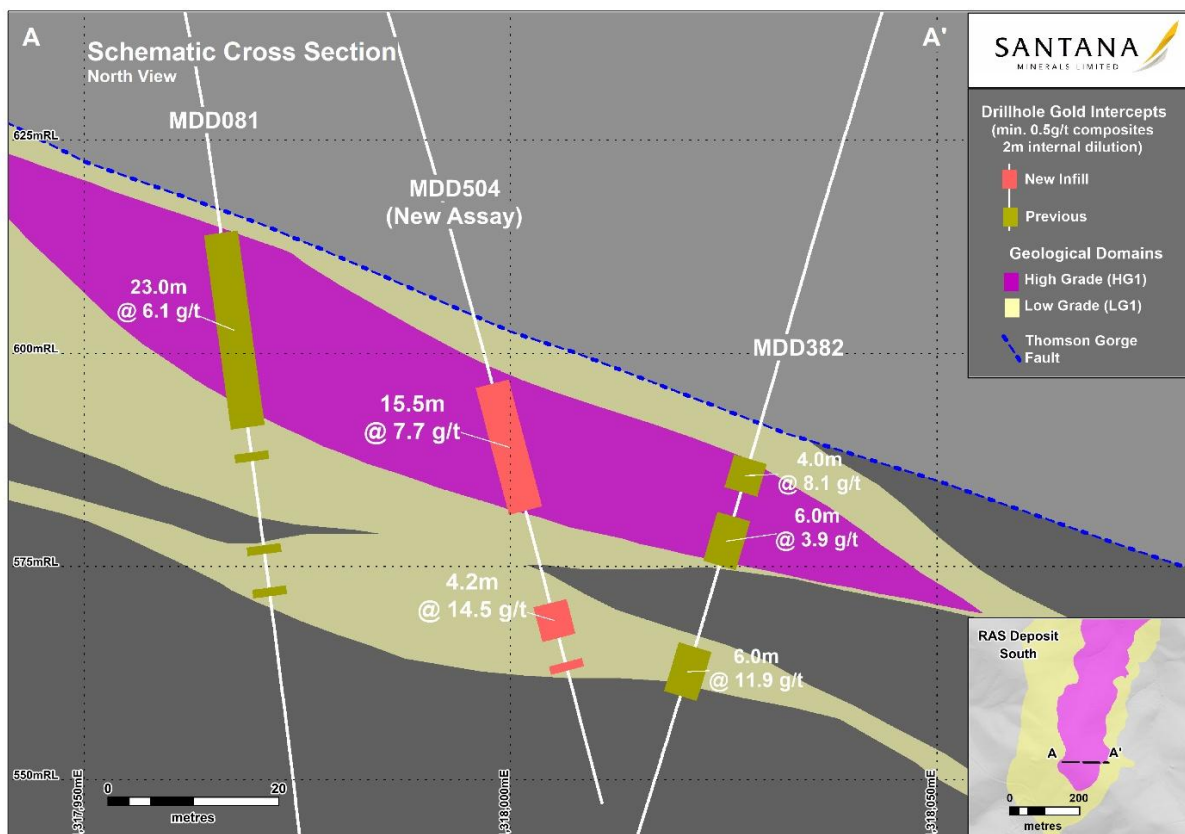 A
Schematic Cross Section
North View
A'
SANTANA
MINERALS LIMITED
Drillhole Gold Intercepts
(min. 0.5g/t composites
2m internal dilution)
New Infill
Previous
Geological Domains
High Grade (HG1)
Low Grade (LG1)
Thomson Gorge
Fault
MDD081
MDD504
(New Assay)
MDD382
625mRL
600mRL
575mRL
550mRL
23.0m
@ 6.1 g/t
15.5m
@ 7.7 g/t
4.0m
@ 8.1 g/t
6.0m
@ 3.9 g/t
4.2m
@ 14.5 g/t
6.0m
@ 11.9 g/t
RAS Deposit
South
A
A'
0 200
metres
0 20
metres
,317,950mE
,318,000mE
,318,050mE